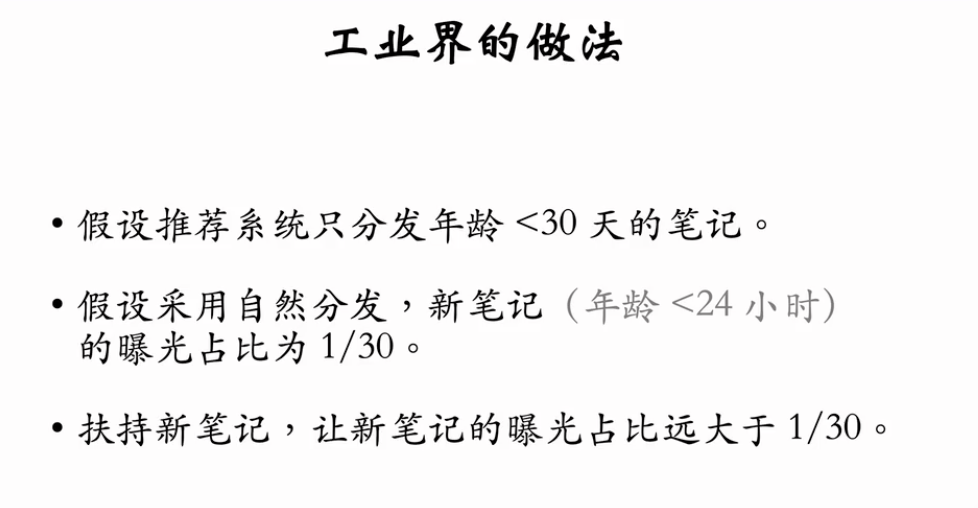 工业界的做法
• 假设推荐系统只分发年龄 <30 天的笔记。
• 假设采用自然分发，新笔记（年龄 <24 小时）
的曝光占比为 1/30。
• 扶持新笔记，让新笔记的曝光占比远大于 1/30。